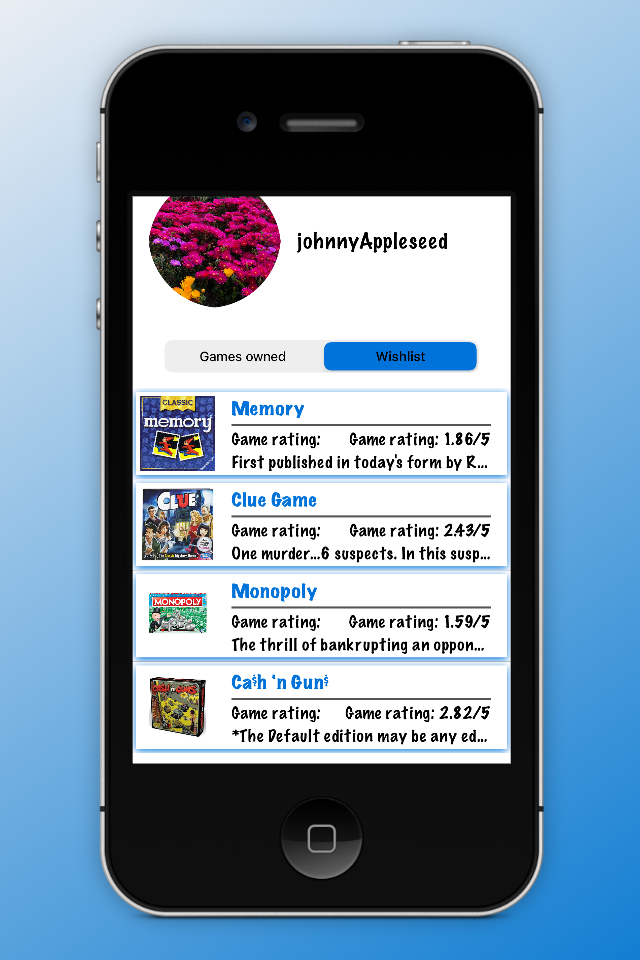 johnnyAppleseed
Games owned Wishlist
CLASSIC
memory
Memory
Game rating: Game rating: 1.86/5
First published in today's form by R...
CLUE
Clue Game
Game rating: Game rating: 2.43/5
One murder...6 suspects. In this susp...
MONOPOLY
Monopoly
Game rating: Game rating: 1.59/5
The thrill of bankrupting an oppon...
Ca$h 'n Gun$
Game rating: Game rating: 2.82/5
*The Default edition may be any ed...